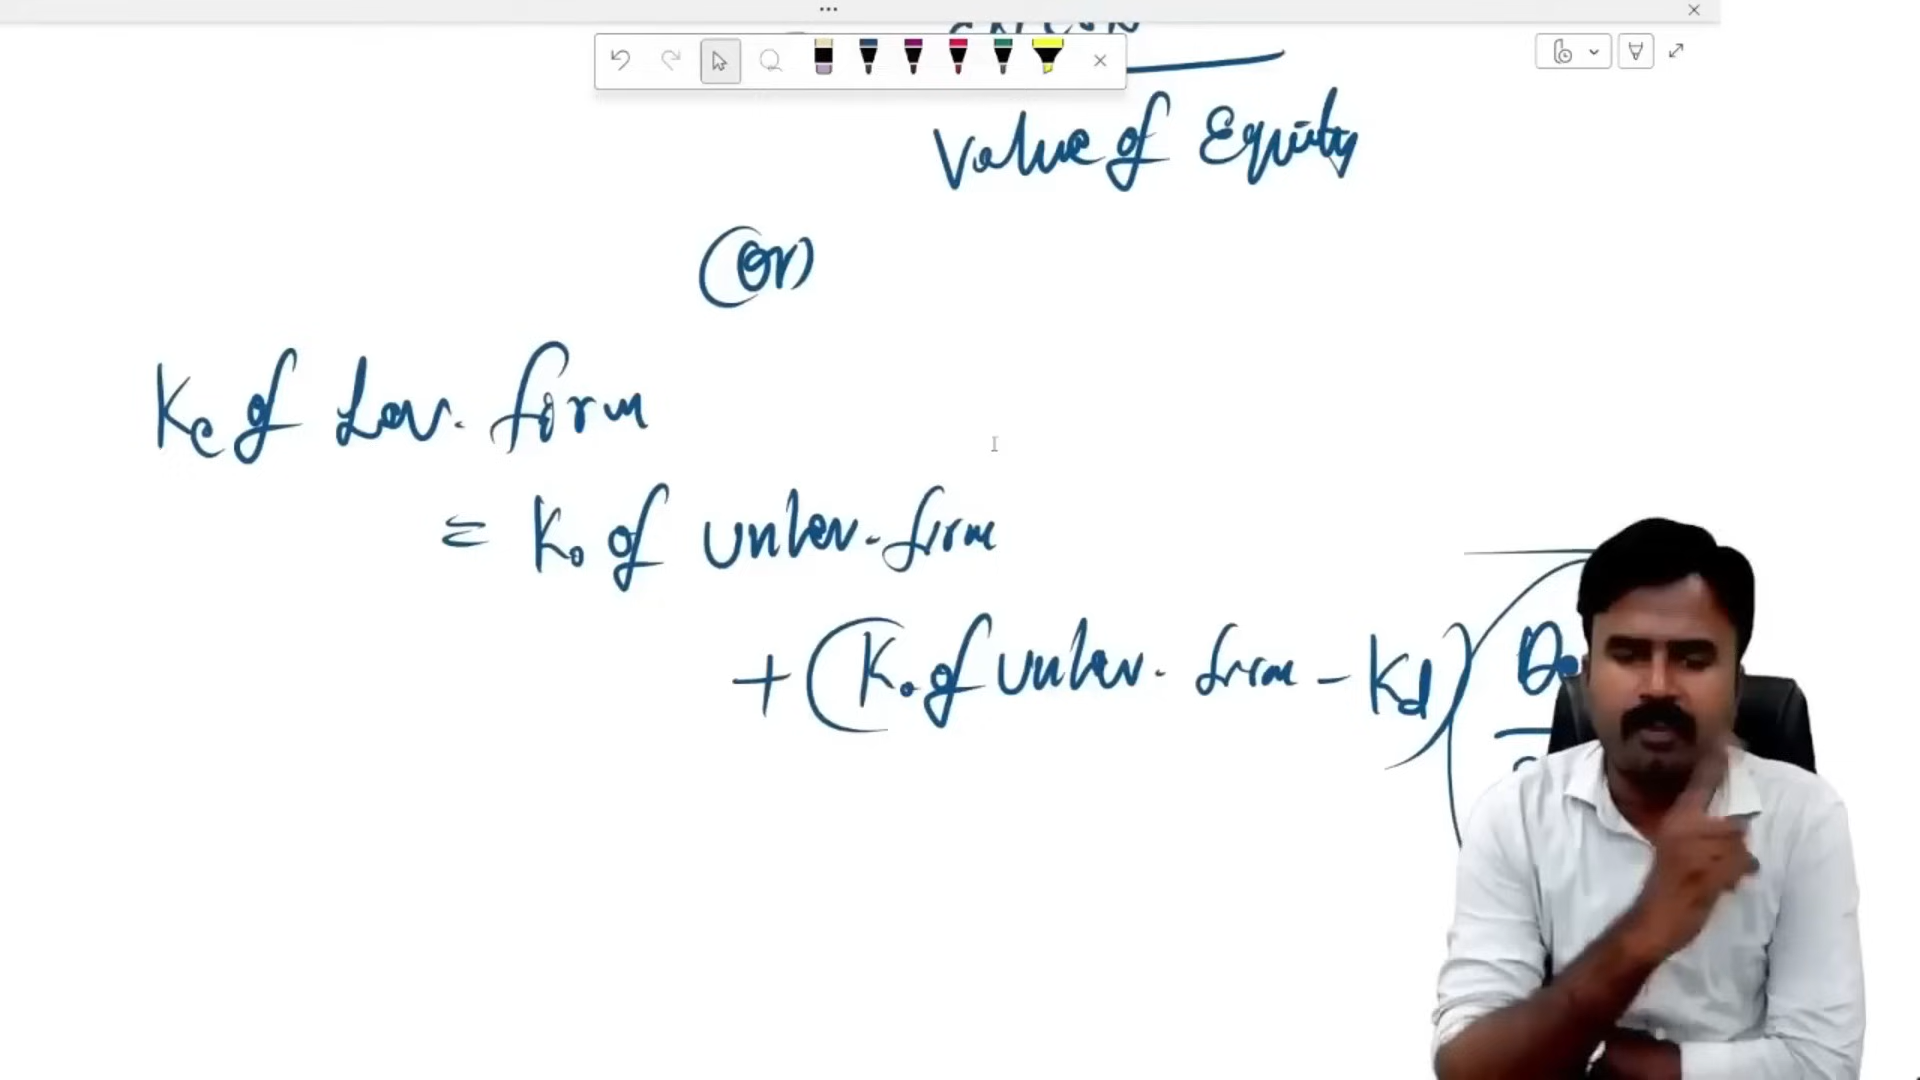 Value of Equity
(or)
Ke of Lev. firm
= Ko of unlev. firm
+ (Ko of unlev. firm - Kd)